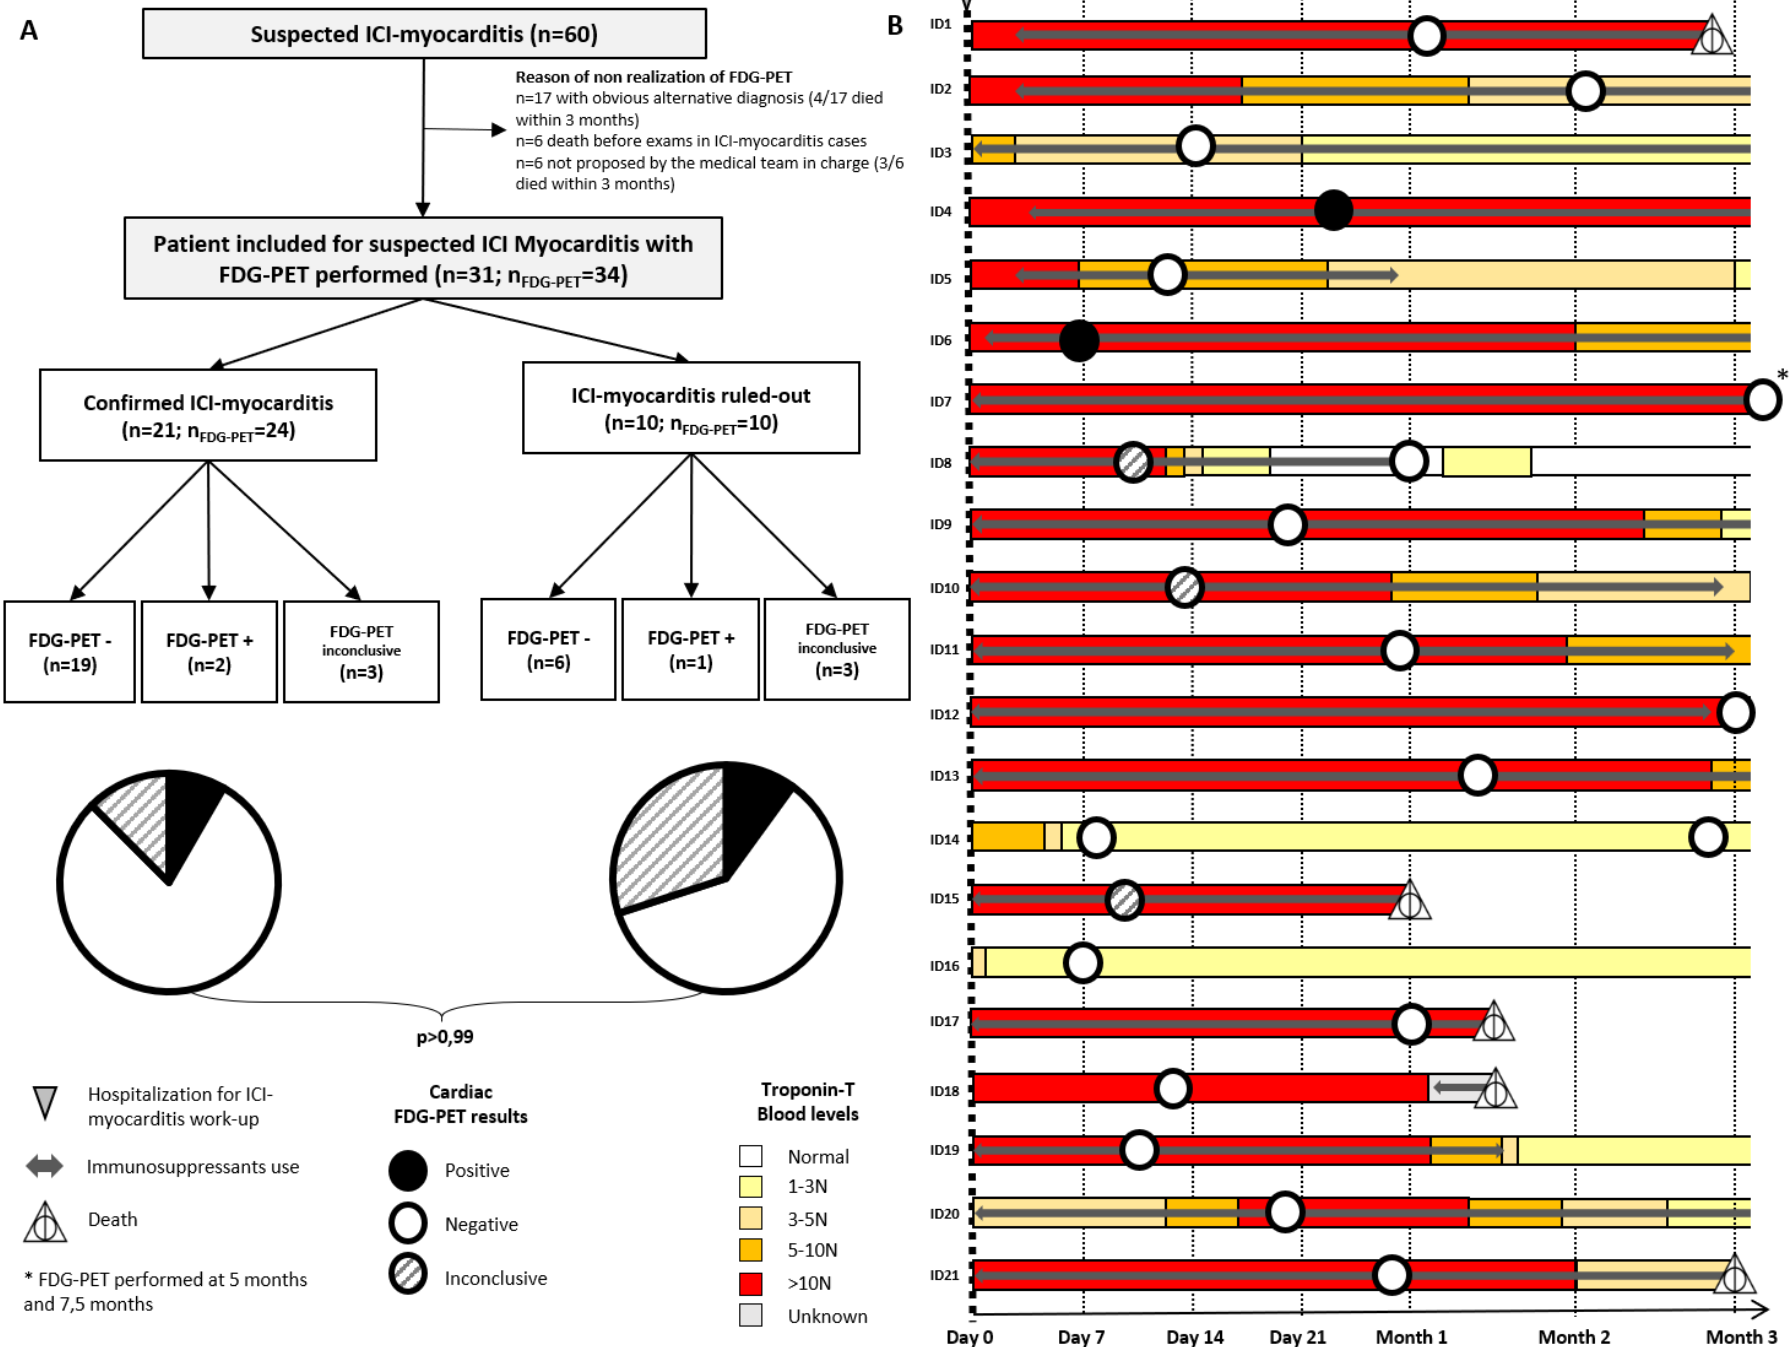 A
Suspected ICI-myocarditis (n=60)
Reason of non realization of FDG-PET
n=17 with obvious alternative diagnosis (4/17 died
within 3 months)
n=6 death before exams in ICI-myocarditis cases
n=6 not proposed by the medical team in charge (3/6
died within 3 months)
Patient included for suspected ICI Myocarditis with
FDG-PET performed (n=31; nFDG-PET=34)
Confirmed ICI-myocarditis
(n=21; nFDG-PET=24)
ICI-myocarditis ruled-out
(n=10; nFDG-PET=10)
FDG-PET -
(n=19)
FDG-PET +
(n=2)
FDG-PET
inconclusive
(n=3)
FDG-PET -
(n=6)
FDG-PET +
(n=1)
FDG-PET
inconclusive
(n=3)
p>0,99
Hospitalization for ICI-
myocarditis work-up
Immunosuppressants use
Death
* FDG-PET performed at 5 months
and 7,5 months
Cardiac
FDG-PET results
Positive
Negative
Inconclusive
Troponin-T
Blood levels
Normal
1-3N
3-5N
5-10N
>10N
Unknown
B
ID1
ID2
ID3
ID4
ID5
ID6
ID7
*
ID8
ID9
ID10
ID11
ID12
ID13
ID14
ID15
ID16
ID17
ID18
ID19
ID20
ID21
Day 0
Day 7
Day 14
Day 21
Month 1
Month 2
Month 3